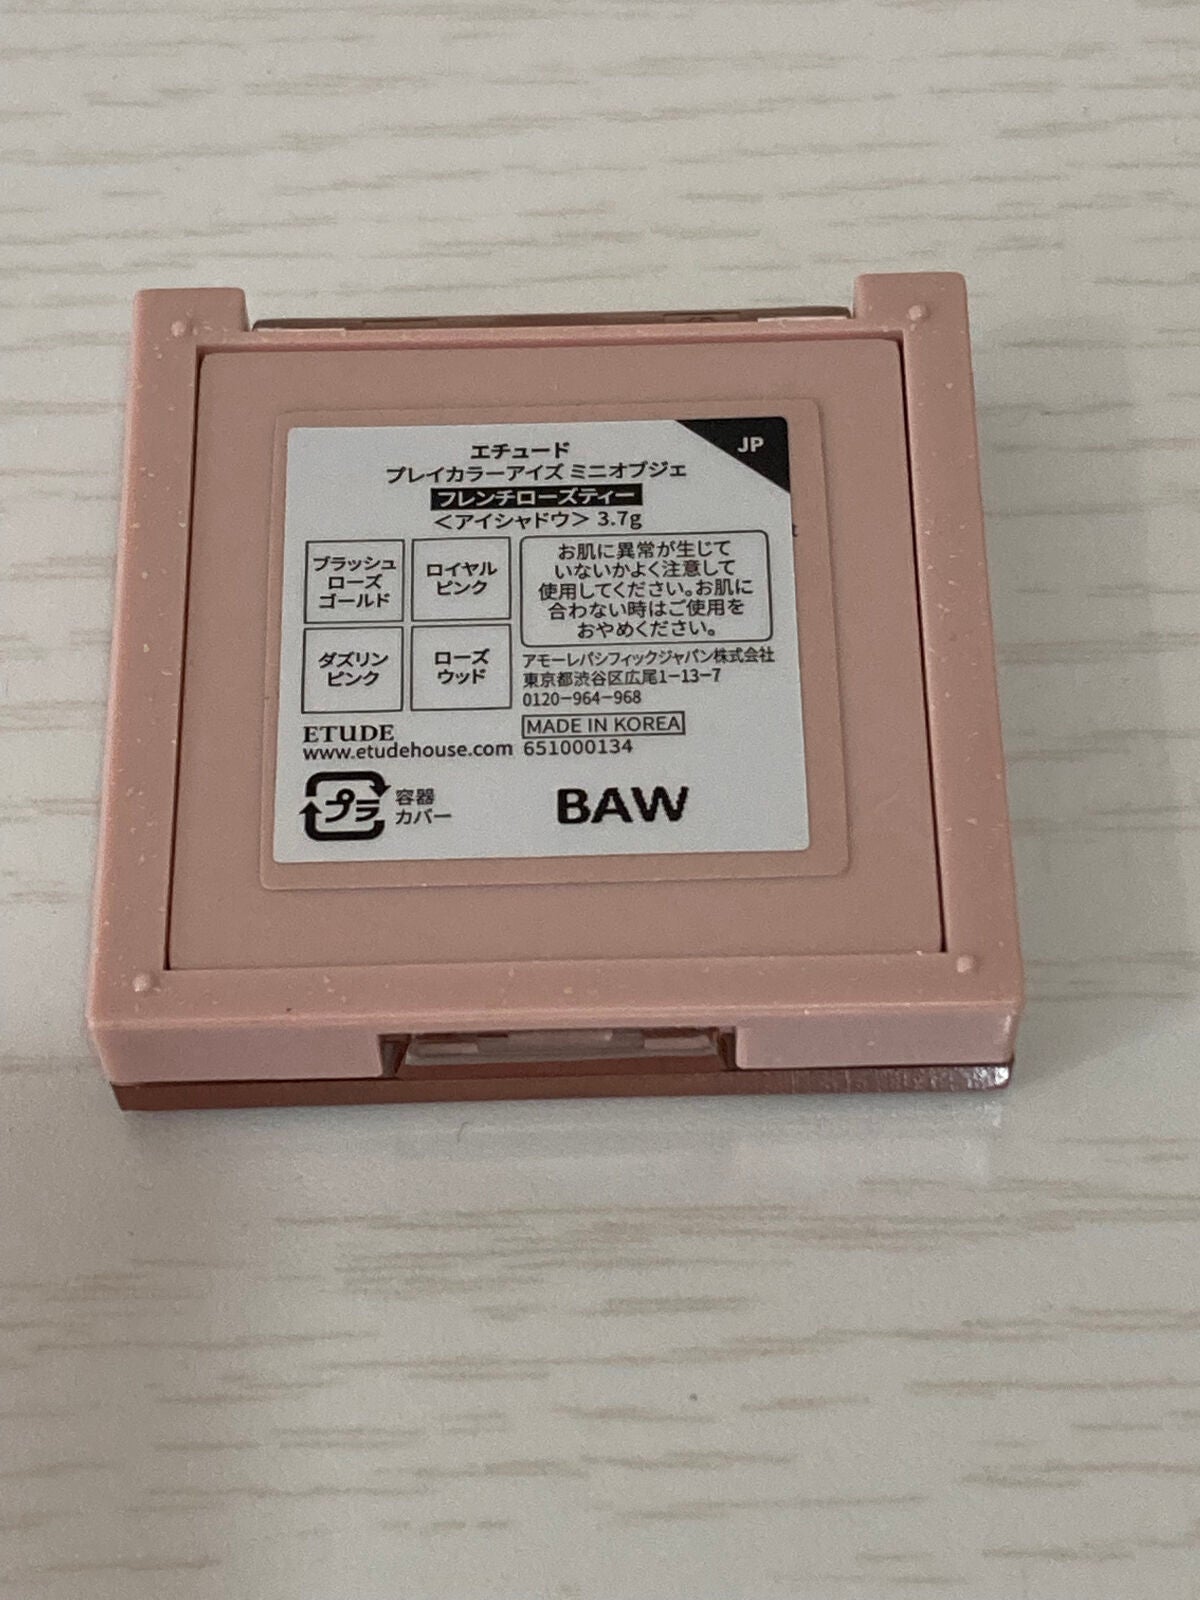 JP
エチュード
プレイカラーアイズ ミニオブジェ
フレンチローズティー
＜アイシャドウ＞ 3.7g
ブラッシュ
ローズ
ゴールド
ロイヤル
ピンク
ダズリン
ピンク
ローズ
ウッド
お肌に異常が生じて
いないかよく注意して
使用してください。お肌に
合わない時はご使用を
おやめください。
アモーレパシフィックジャパン株式会社
東京都渋谷区広尾1-13-7
0120-964-968
MADE IN KOREA
651000134
ETUDE
www.etudehouse.com
プラ
容器
カバー
BAW